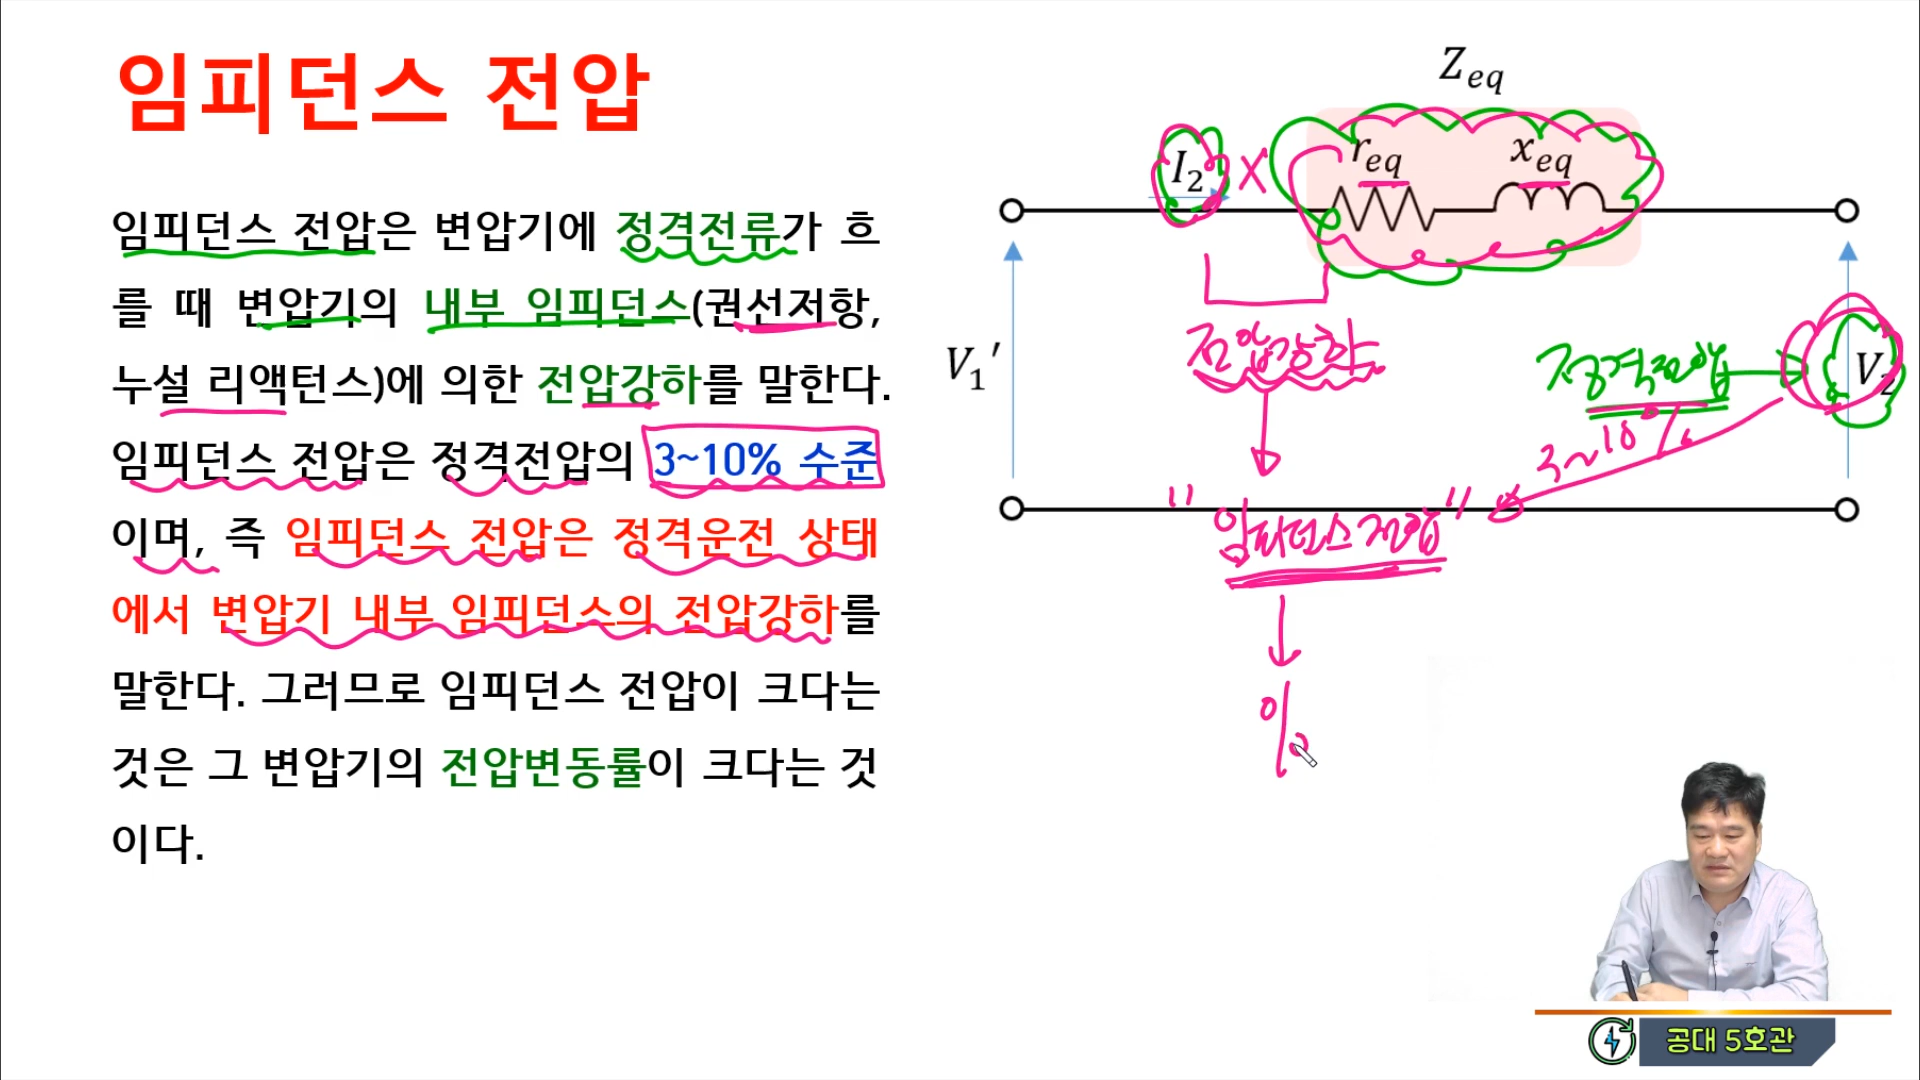 임피던스 전압
임피던스 전압은 변압기에 정격전류가 흐
를 때 변압기의 내부 임피던스(권선저항,
누설 리액턴스)에 의한 전압강하를 말한다.
임피던스 전압은 정격전압의 3~10% 수준
이며, 즉 임피던스 전압은 정격운전 상태
에서 변압기 내부 임피던스의 전압강하를
말한다. 그러므로 임피던스 전압이 크다는
것은 그 변압기의 전압변동률이 크다는 것
이다.
Z_eq
I_2 × r_eq x_eq
전압강하
V_1' 정격전압 V_2
3~10%
"임피던스 전압"
%
공대 5호관